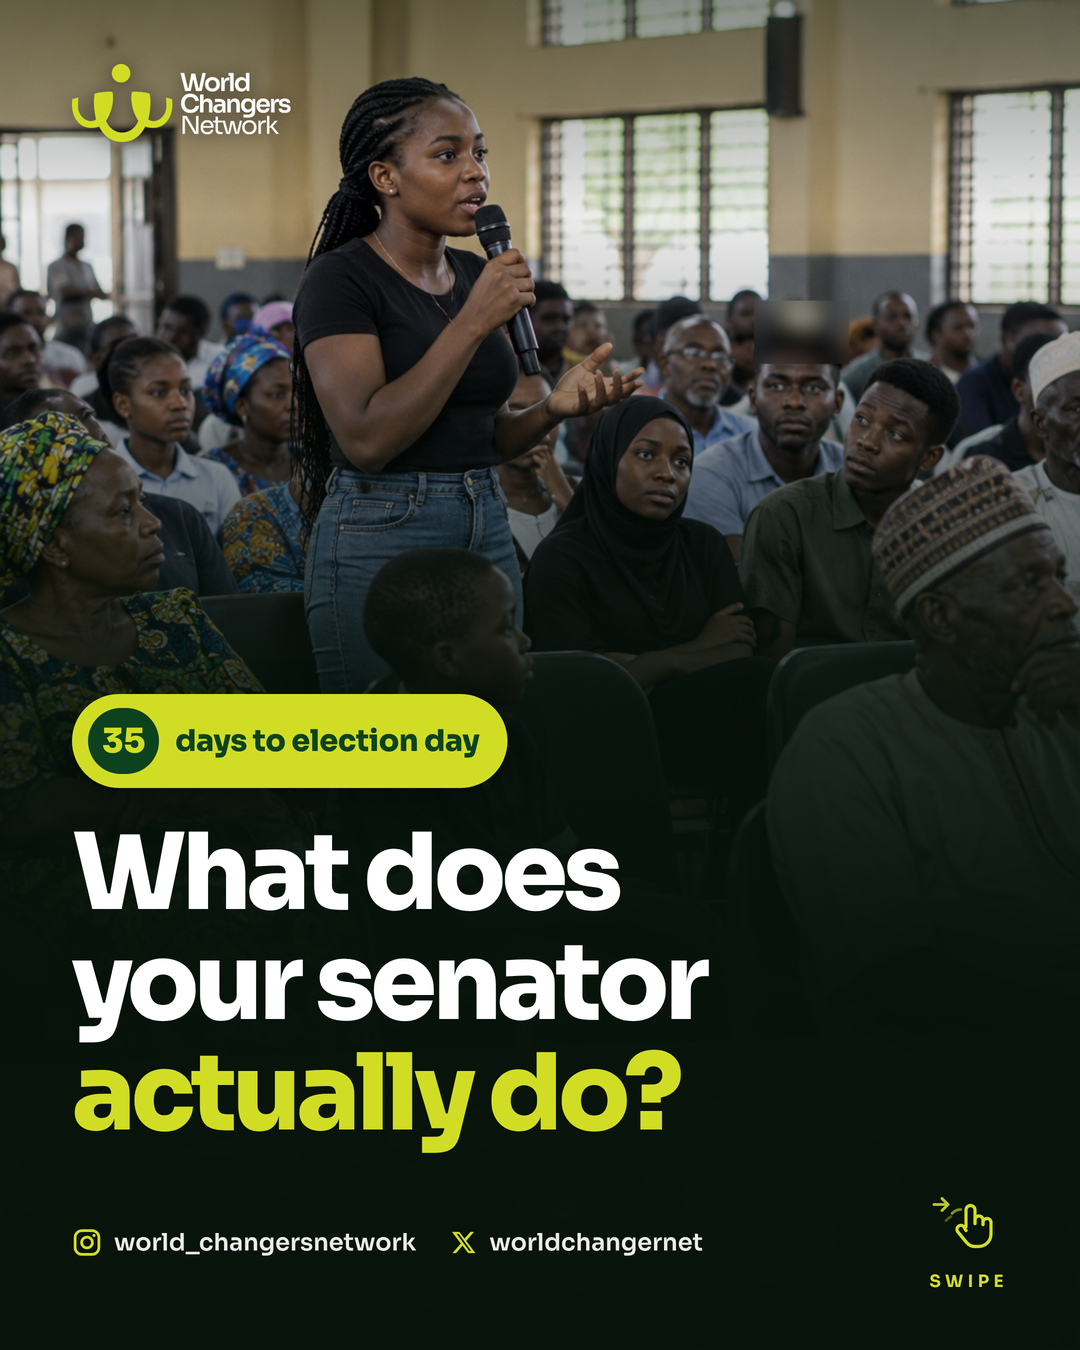 World
Changers
Network
35 days to election day
What does
your senator
actually do?
world_changersnetwork worldchangernet
SWIPE